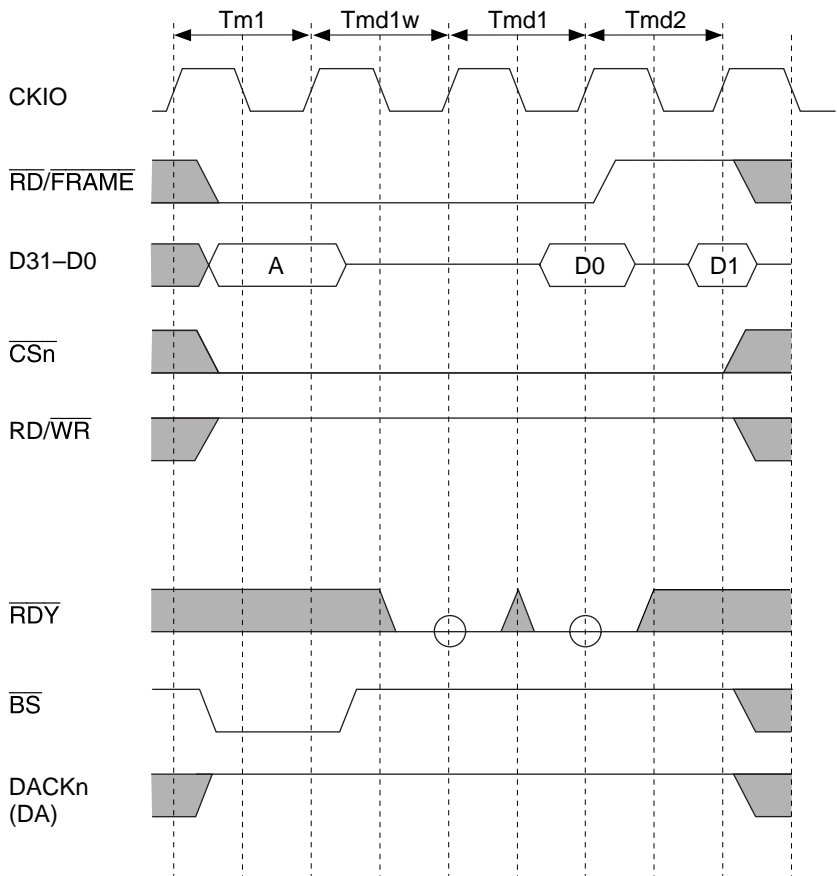 Tm1 Tmd1w Tmd1 Tmd2
CKIO
RD/FRAME
D31–D0 A D0 D1
CSn
RD/WR
RDY
BS
DACKn
(DA)